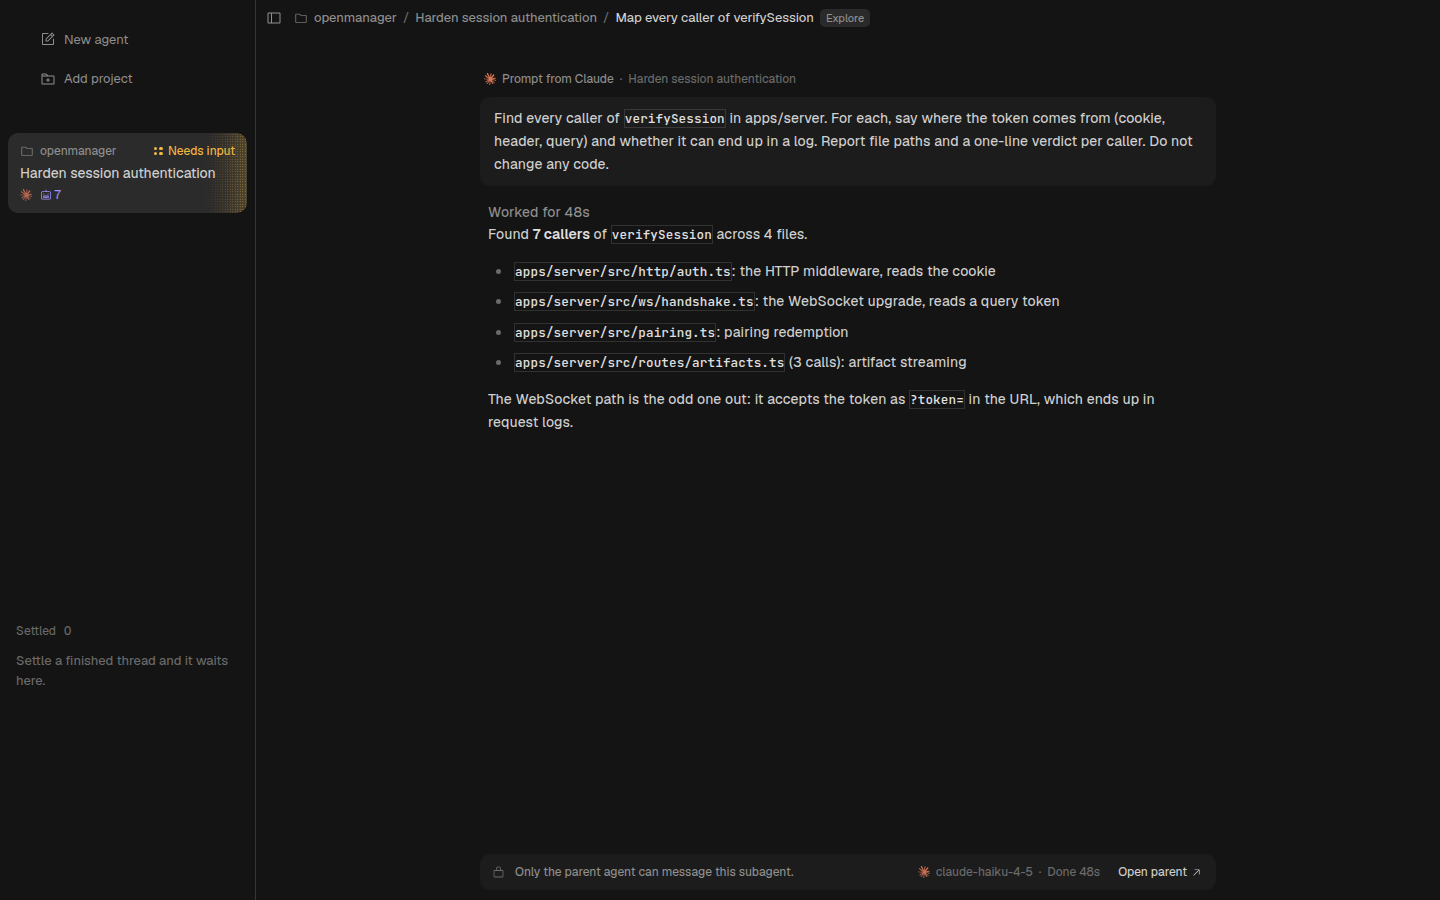 New agent
Add project
openmanager
Needs input
Harden session authentication
7
Settled 0
Settle a finished thread and it waits
here.
openmanager / Harden session authentication / Map every caller of verifySession Explore
Prompt from Claude · Harden session authentication
Find every caller of verifySession in apps/server. For each, say where the token comes from (cookie,
header, query) and whether it can end up in a log. Report file paths and a one-line verdict per caller. Do not
change any code.
Worked for 48s
Found 7 callers of verifySession across 4 files.
apps/server/src/http/auth.ts: the HTTP middleware, reads the cookie
apps/server/src/ws/handshake.ts: the WebSocket upgrade, reads a query token
apps/server/src/pairing.ts: pairing redemption
apps/server/src/routes/artifacts.ts (3 calls): artifact streaming
The WebSocket path is the odd one out: it accepts the token as ?token= in the URL, which ends up in
request logs.
Only the parent agent can message this subagent.
claude-haiku-4-5 · Done 48s
Open parent